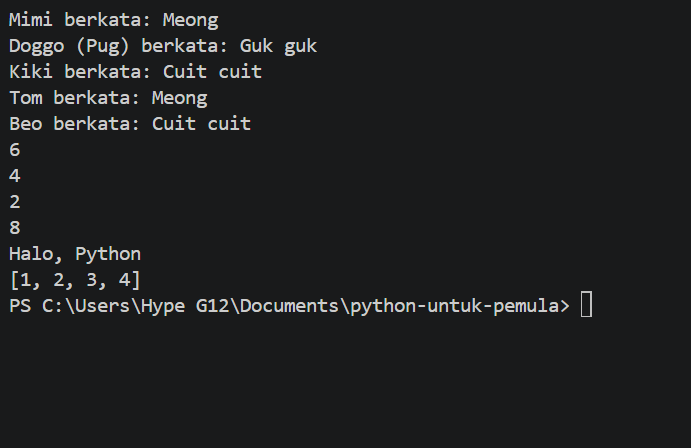 Mimi berkata: Meong
Doggo (Pug) berkata: Guk guk
Kiki berkata: Cuit cuit
Tom berkata: Meong
Beo berkata: Cuit cuit
6
4
2
8
Halo, Python
[1, 2, 3, 4]
PS C:\Users\Hype G12\Documents\python-untuk-pemula>